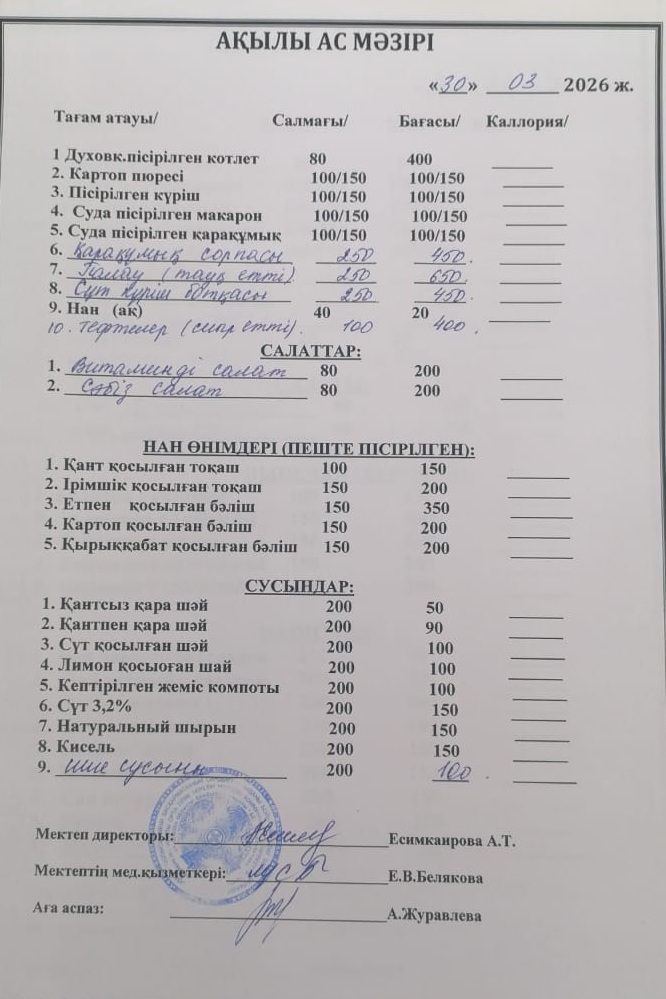 АҚЫЛЫ АС МӘЗІРІ
«30» 03 2026 ж.
Тағам атауы/ Салмағы/ Бағасы/ Каллория/
1 Духовк.пісірілген котлет 80 400
2. Картоп пюресі 100/150 100/150
3. Пісірілген күріш 100/150 100/150
4. Суда пісірілген макарон 100/150 100/150
5. Суда пісірілген қарақұмық 100/150 100/150
6. Қарақұмық сорпасы 250 450
7. Палау (тауқ етті) 250 650
8. Сүт күріш ботқасы 250 450
9. Нан (ақ) 40 20
10. Тефтелер (сиыр етті). 100 400
САЛАТТАР:
1. Витаминді салат 80 200
2. Сәбіз салат 80 200
НАН ӨНІМДЕРІ (ПЕШТЕ ПІСІРІЛГЕН):
1. Қант қосылған тоқаш 100 150
2. Ірімшік қосылған тоқаш 150 200
3. Етпен қосылған бәліш 150 350
4. Картоп қосылған бәліш 150 200
5. Қырыққабат қосылған бәліш 150 200
СУСЫНДАР:
1. Қантсыз қара шәй 200 50
2. Қантпен қара шәй 200 90
3. Сүт қосылған шәй 200 100
4. Лимон қосыоған шай 200 100
5. Кептірілген жеміс компоты 200 100
6. Сүт 3,2% 200 150
7. Натуральный шырын 200 150
8. Кисель 200 150
9. сусыны 200 100
Мектеп директоры: Есимкаирова А.Т.
Мектептің мед.қызметкері: Е.В.Белякова
Аға аспаз: А.Журавлева